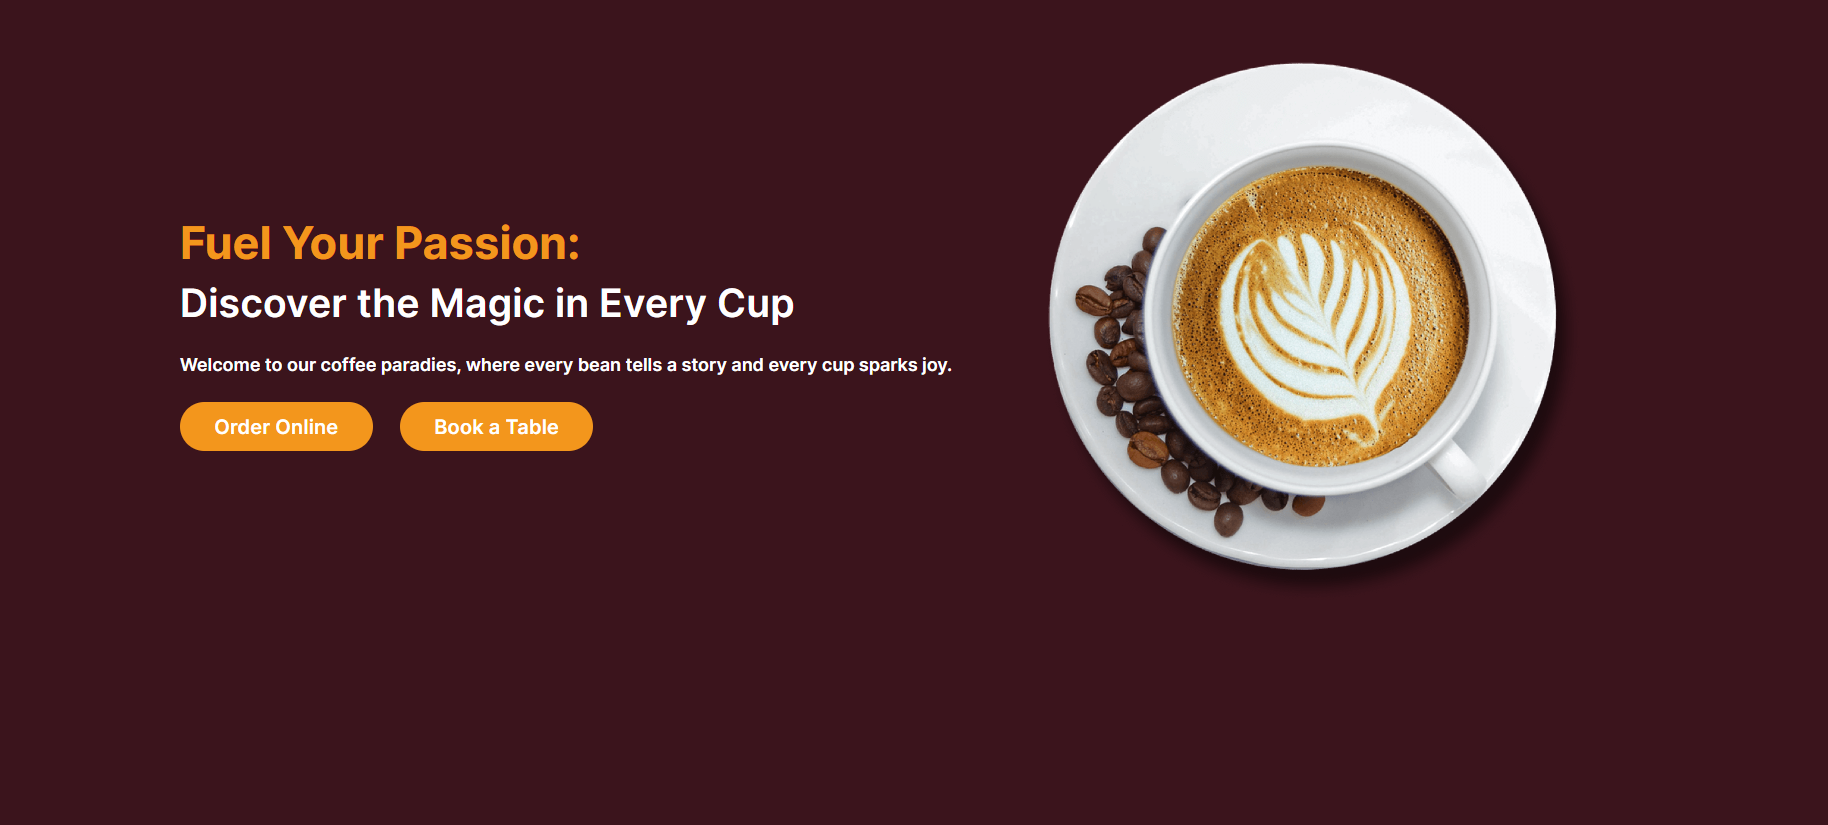 Fuel Your Passion:
Discover the Magic in Every Cup
Welcome to our coffee paradies, where every bean tells a story and every cup sparks joy.
Order Online
Book a Table